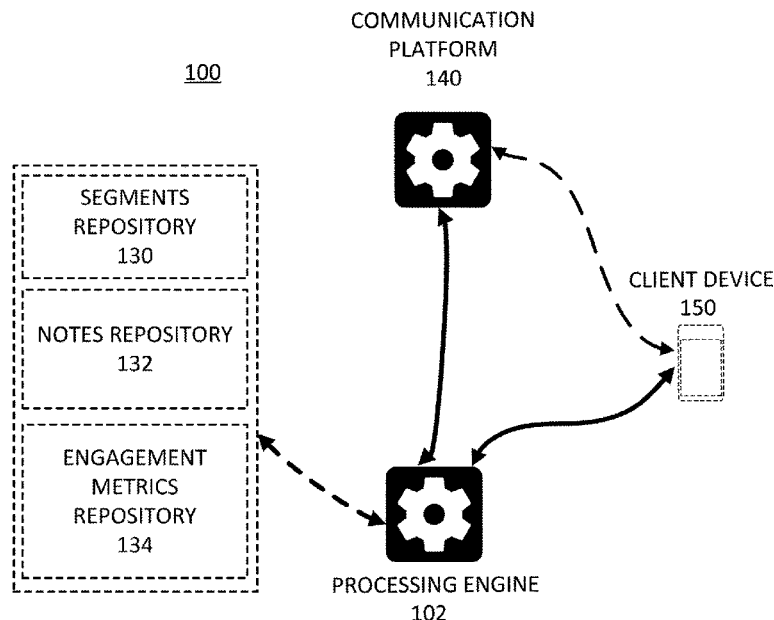 COMMUNICATION
PLATFORM
140
100
SEGMENTS
REPOSITORY
130
NOTES REPOSITORY
132
ENGAGEMENT
METRICS
REPOSITORY
134
CLIENT DEVICE
150
PROCESSING ENGINE
102